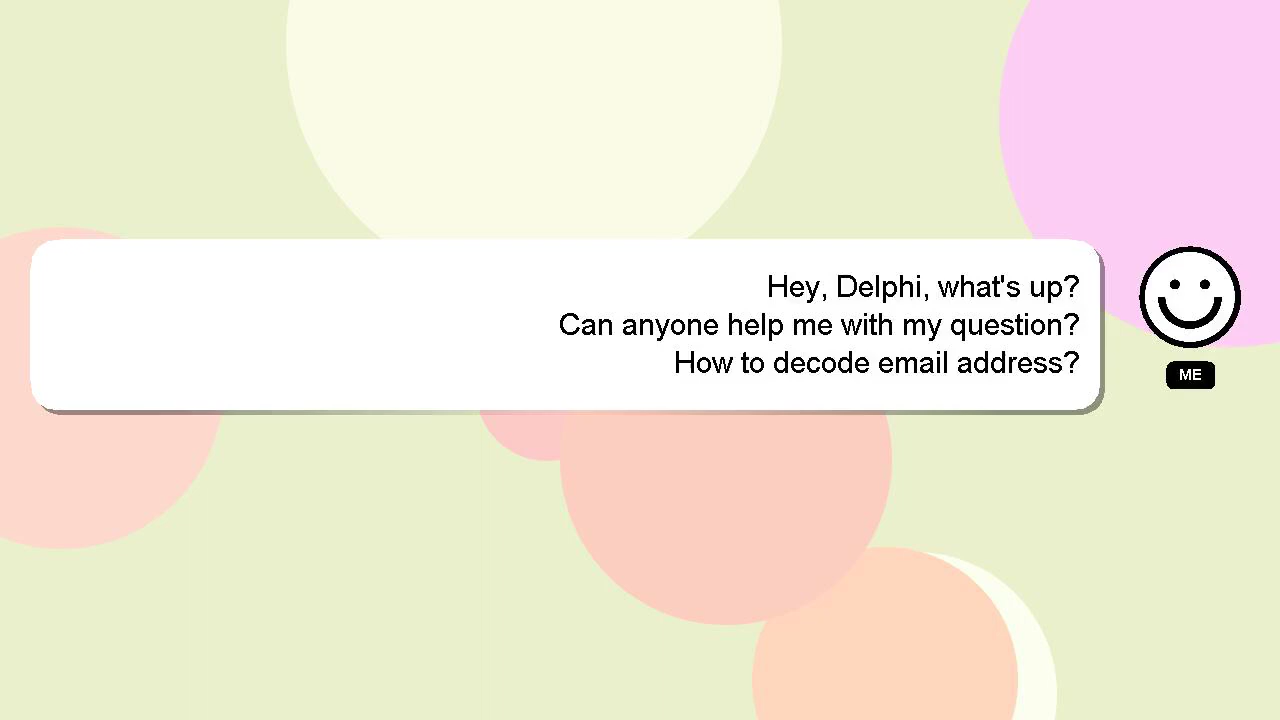 Hey, Delphi, what's up?
Can anyone help me with my question?
How to decode email address?
ME